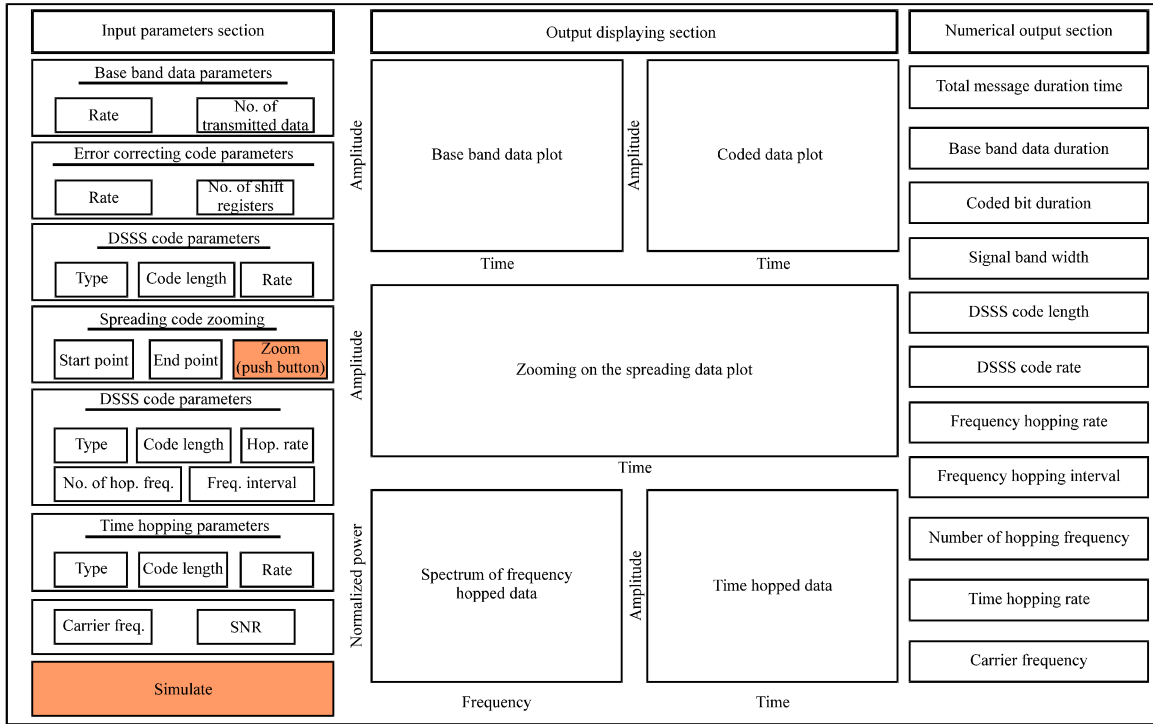 Input parameters section
Base band data parameters
Rate
No. of
transmitted data
Error correcting code parameters
Rate
No. of shift
registers
DSSS code parameters
Type
Code length
Rate
Spreading code zooming
Start point
End point
Zoom
(push button)
DSSS code parameters
Type
Code length
Hop. rate
No. of hop. freq.
Freq. interval
Time hopping parameters
Type
Code length
Rate
Carrier freq.
SNR
Simulate
Output displaying section
Amplitude
Base band data plot
Time
Amplitude
Coded data plot
Time
Amplitude
Zooming on the spreading data plot
Time
Normalized power
Spectrum of frequency
hopped data
Frequency
Amplitude
Time hopped data
Time
Numerical output section
Total message duration time
Base band data duration
Coded bit duration
Signal band width
DSSS code length
DSSS code rate
Frequency hopping rate
Frequency hopping interval
Number of hopping frequency
Time hopping rate
Carrier frequency